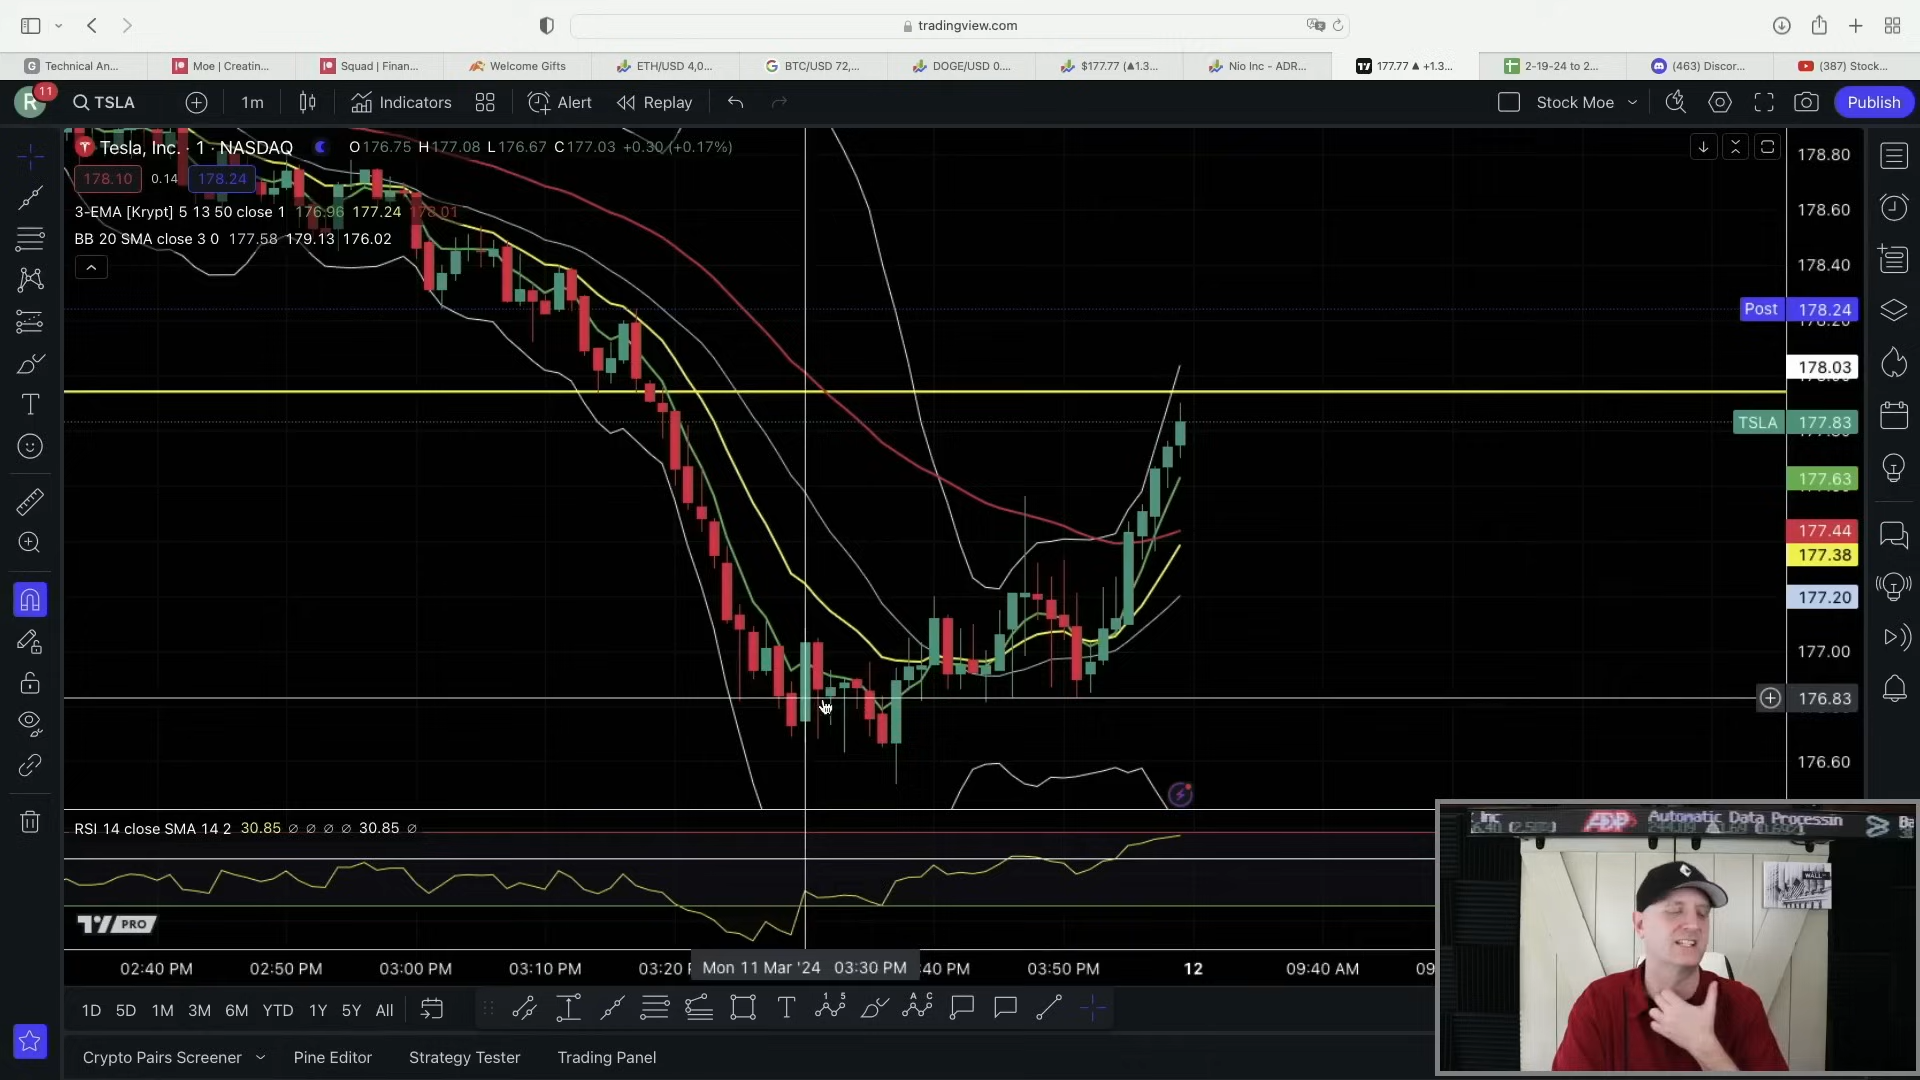 tradingview.com
Technical An...
Moe | Creatin...
Squad | Finan...
Welcome Gifts
ETH/USD 4,0...
BTC/USD 72,...
DOGE/USD 0....
$177.77 (▲1.3...
Nio Inc - ADR...
177.77 ▲ +1.3...
2-19-24 to 2...
(463) Discor...
(387) Stock...
R 11
TSLA
1m
Indicators
Alert
Replay
Stock Moe
Publish
Tesla, Inc. · 1 · NASDAQ O176.75 H177.08 L176.67 C177.03 +0.30 (+0.17%)
178.10 0.14 178.24
3-EMA [Krypt] 5 13 50 close 1 176.96 177.24 178.01
BB 20 SMA close 3 0 177.58 179.13 176.02
178.80
178.60
178.40
Post 178.24
178.20
178.03
TSLA 177.83
177.63
177.44
177.38
177.20
177.00
176.83
176.60
RSI 14 close SMA 14 2 30.85 ∅ ∅ ∅ ∅ 30.85 ∅
PRO
02:40 PM
02:50 PM
03:00 PM
03:10 PM
03:20
Mon 11 Mar '24 03:30 PM
:40 PM
03:50 PM
12
09:40 AM
09
1D 5D 1M 3M 6M YTD 1Y 5Y All
Crypto Pairs Screener
Pine Editor
Strategy Tester
Trading Panel
Inc
ADP
Automatic Data Processin
Ba
WALL